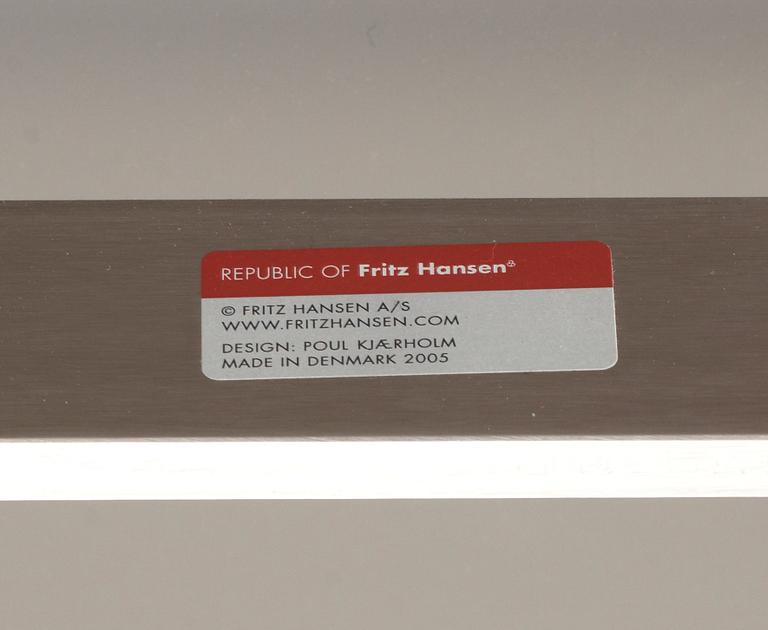 REPUBLIC OF Fritz Hansen
© FRITZ HANSEN A/S
WWW.FRITZHANSEN.COM
DESIGN: POUL KJÆRHOLM
MADE IN DENMARK 2005